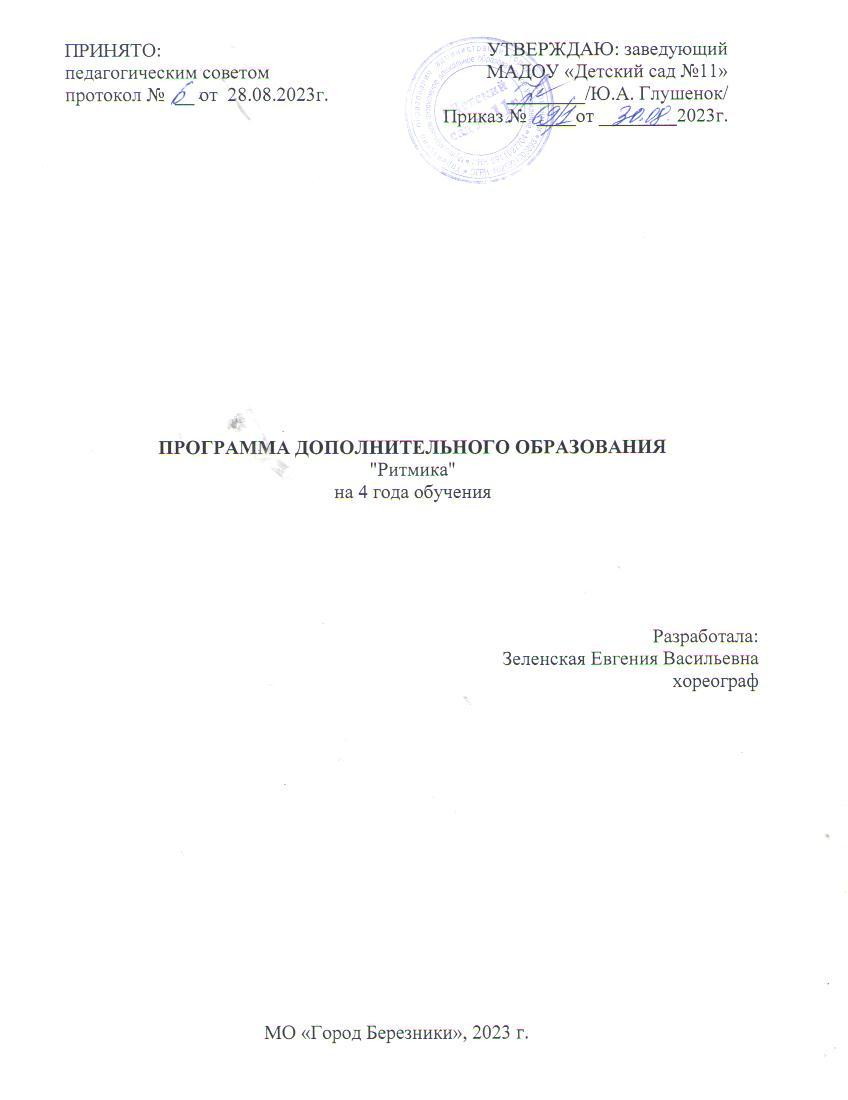 ПРИНЯТО:
педагогическим советом
протокол № 6 от 28.08.2023г.
УТВЕРЖДАЮ: заведующий
МАДОУ «Детский сад №11»
/Ю.А. Глушенок/
Приказ № 69/1 от 30.08. 2023г.
ПРОГРАММА ДОПОЛНИТЕЛЬНОГО ОБРАЗОВАНИЯ
"Ритмика"
на 4 года обучения
Разработала:
Зеленская Евгения Васильевна
хореограф
МО «Город Березники», 2023 г.